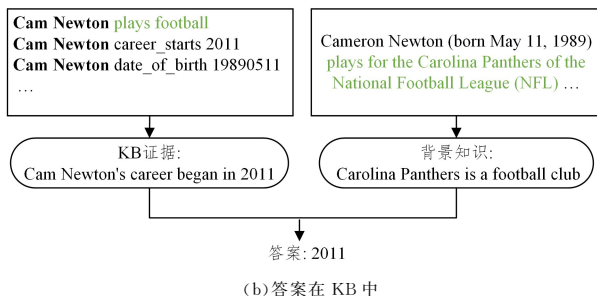 Cam Newton plays football
Cam Newton career_starts 2011
Cam Newton date_of_birth 19890511
…
Cameron Newton (born May 11, 1989)
plays for the Carolina Panthers of the
National Football League (NFL) …
KB证据:
Cam Newton's career began in 2011
背景知识:
Carolina Panthers is a football club
答案: 2011
(b)答案在 KB 中